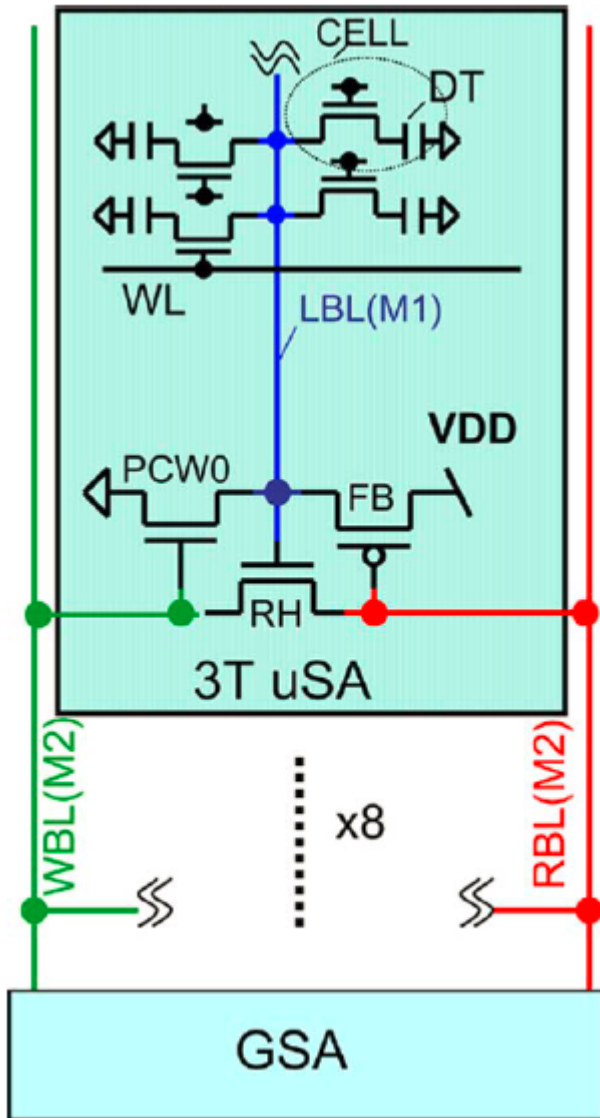 CELL
DT
WL
LBL(M1)
VDD
PCW0
FB
RH
3T uSA
WBL(M2)
x8
RBL(M2)
GSA